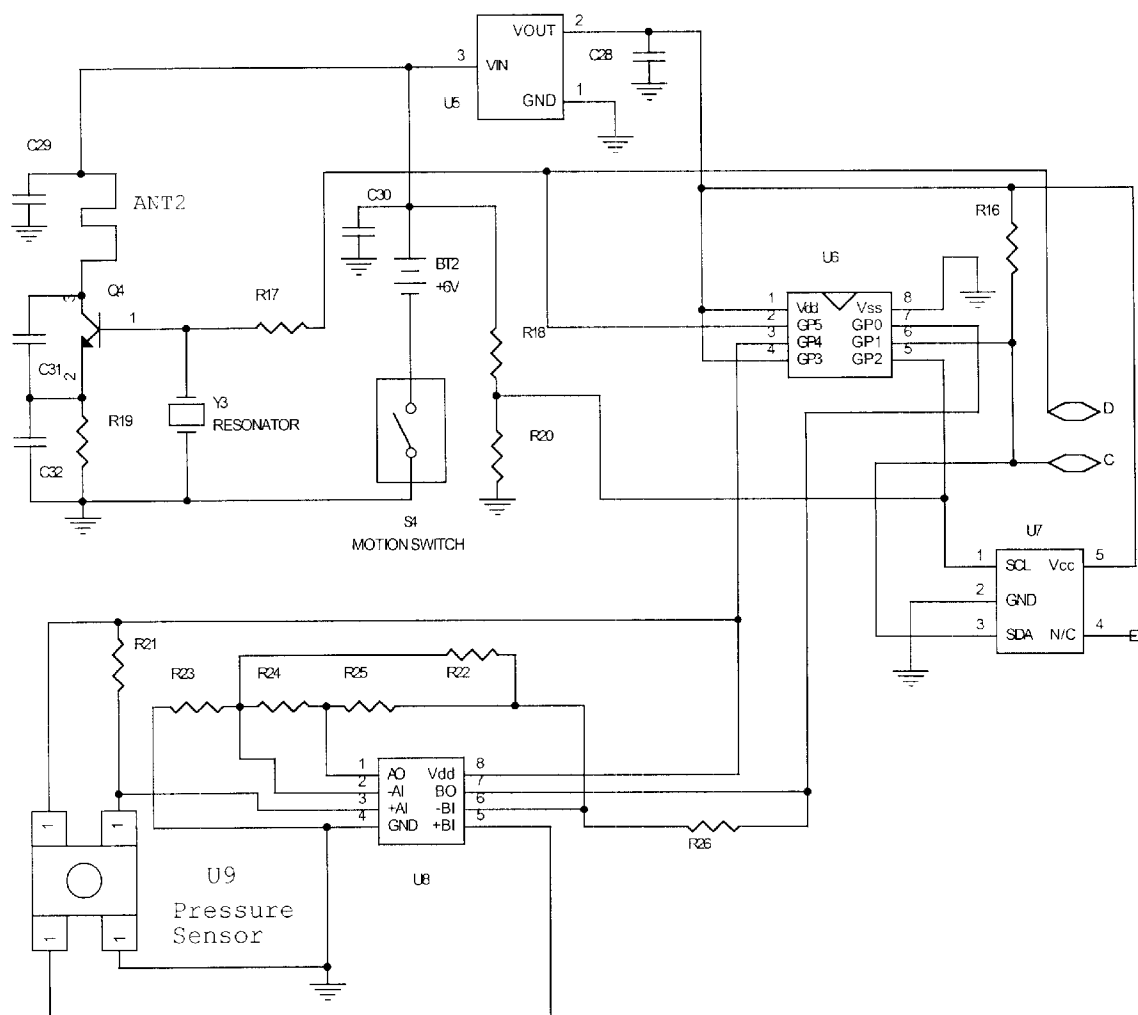 VOUT 2
3 VIN
C28
GND 1
U5
C29
ANT2
C30
R16
BT2
+6V
U6
Q4
3
1
R17
1 Vdd Vss 8
2 GP5 GP0 7
3 GP4 GP1 6
4 GP3 GP2 5
R18
C31
2
R19
Y3
RESONATOR
D
R20
C32
C
S4
MOTION SWITCH
U7
1 SCL Vcc 5
2 GND
3 SDA N/C 4
E
R21
R23
R24
R25
R22
1 AO Vdd 8
2 -AI BO 7
3 +AI -BI 6
4 GND +BI 5
R26
U8
1 1
U9
Pressure
Sensor
1 1